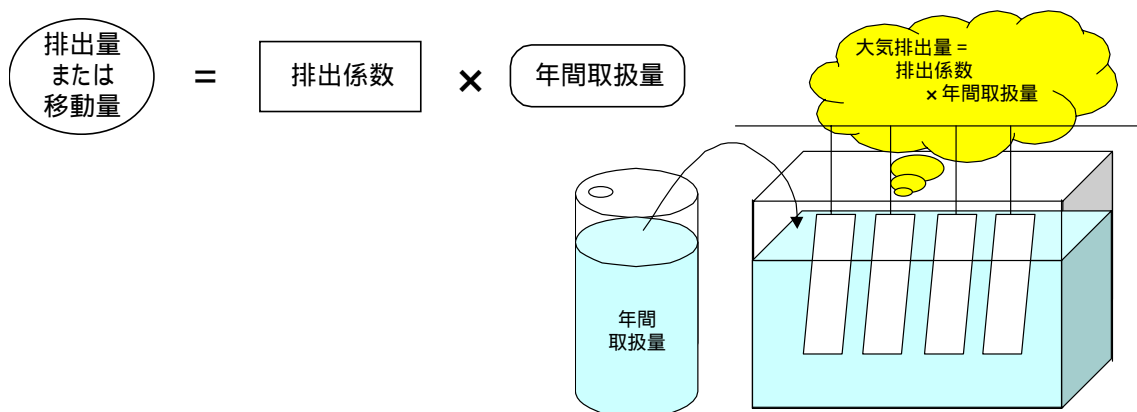 排出量
または
移動量
=
排出係数
×
年間取扱量
大気排出量=
排出係数
×年間取扱量
年間
取扱量